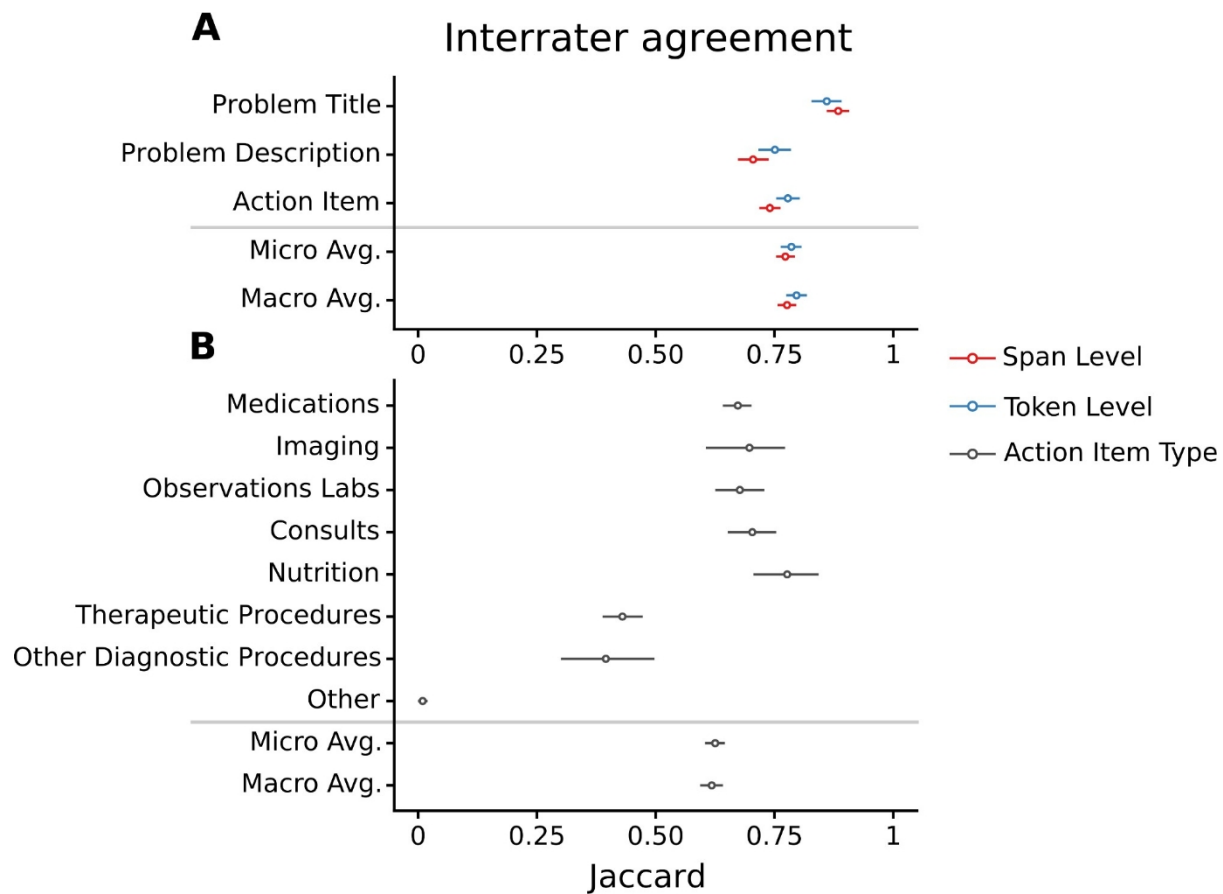 A
Interrater agreement
Problem Title
Problem Description
Action Item
Micro Avg.
Macro Avg.
0 0.25 0.50 0.75 1
B
Span Level
Token Level
Action Item Type
Medications
Imaging
Observations Labs
Consults
Nutrition
Therapeutic Procedures
Other Diagnostic Procedures
Other
Micro Avg.
Macro Avg.
0 0.25 0.50 0.75 1
Jaccard